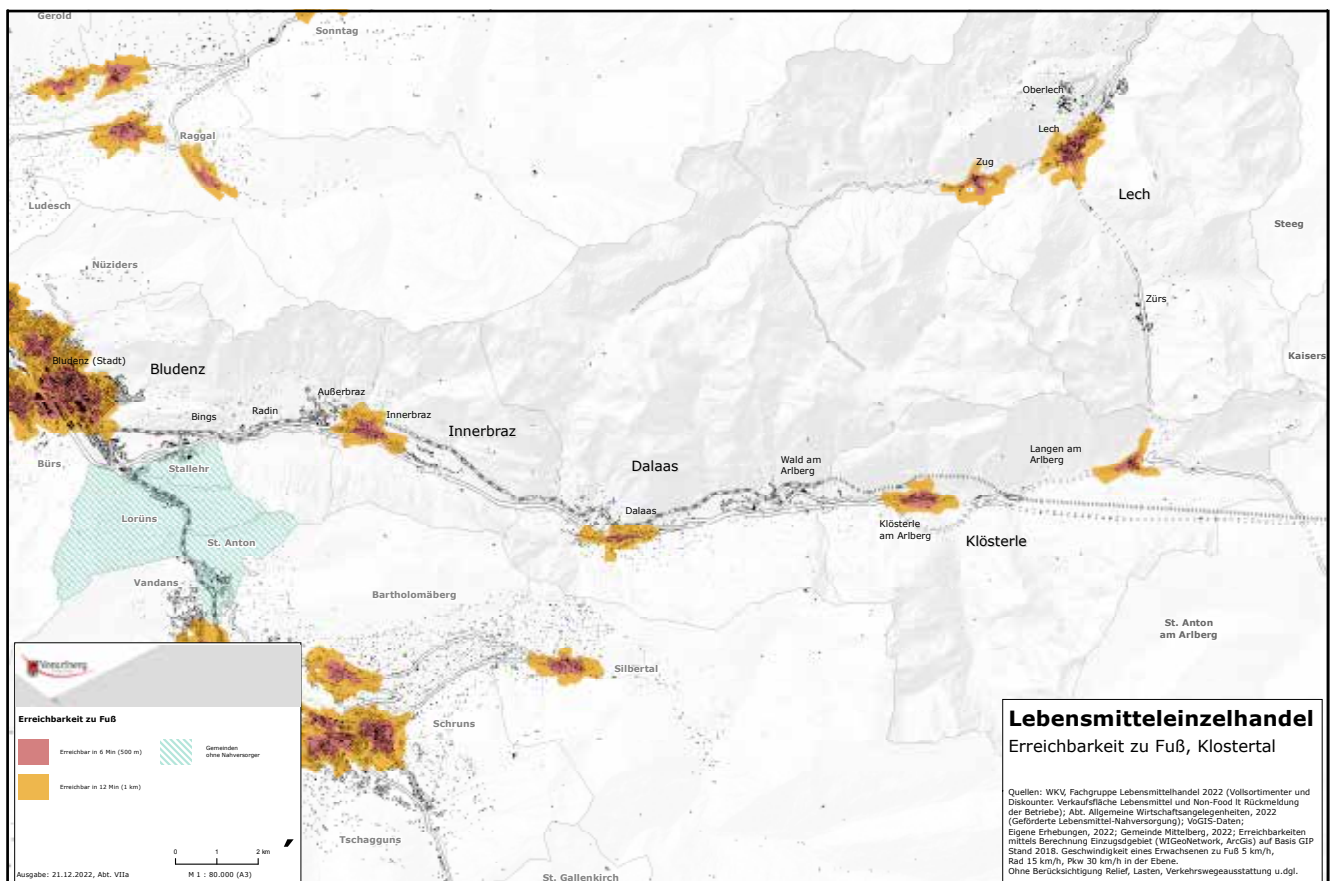 Gerold
Sonntag
Oberlech
Lech
Raggal
Zug
Lech
Ludesch
Steeg
Nüziders
Zürs
Kaisers
Bludenz (Stadt)
Bludenz
Außerbraz
Radin
Innerbraz
Bings
Innerbraz
Langen am
Arlberg
Wald am
Arlberg
Dalaas
Bürs
Stallehr
Lorüns
Dalaas
Klösterle
am Arlberg
Klösterle
St. Anton
Vandans
Bartholomäberg
St. Anton
am Arlberg
Silbertal
Schruns
Tschagguns
St. Gallenkirch
Vorarlberg
Erreichbarkeit zu Fuß
Erreichbar in 6 Min (500 m)
Gemeinden
ohne Nahversorger
Erreichbar in 12 Min (1 km)
0 1 2 km
Ausgabe: 21.12.2022, Abt. VIIa M 1 : 80.000 (A3)
Lebensmitteleinzelhandel
Erreichbarkeit zu Fuß, Klostertal
Quellen: WKV, Fachgruppe Lebensmittelhandel 2022 (Vollsortimenter und
Diskounter. Verkaufsfläche Lebensmittel und Non-Food lt Rückmeldung
der Betriebe); Abt. Allgemeine Wirtschaftsangelegenheiten, 2022
(Geförderte Lebensmittel-Nahversorgung); VoGIS-Daten;
Eigene Erhebungen, 2022; Gemeinde Mittelberg, 2022; Erreichbarkeiten
mittels Berechnung Einzugsdgebiet (WIGeoNetwork, ArcGis) auf Basis GIP
Stand 2018. Geschwindigkeit eines Erwachsenen zu Fuß 5 km/h,
Rad 15 km/h, Pkw 30 km/h in der Ebene.
Ohne Berücksichtigung Relief, Lasten, Verkehrswegeausstattung u.dgl.